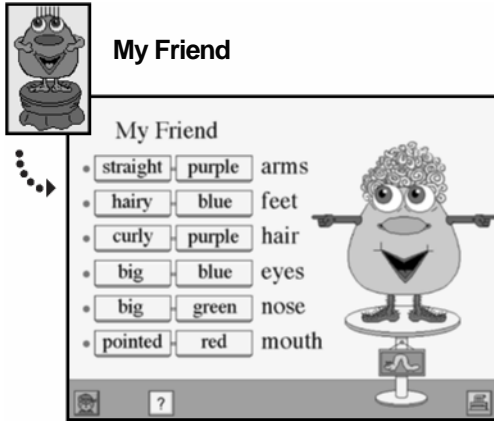 My Friend
My Friend
straight purple arms
hairy blue feet
curly purple hair
big blue eyes
big green nose
pointed red mouth
?